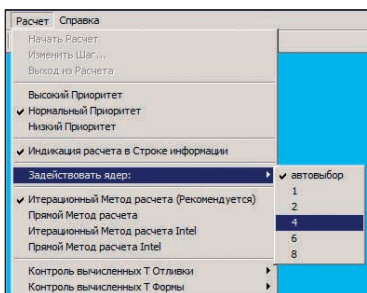 Расчет Справка
Начать Расчет
Изменить Шаг...
Выход из Расчета
Высокий Приоритет
Нормальный Приоритет
Низкий Приоритет
Индикация расчета в Строке информации
Задействовать ядер:
автовыбор
1
2
4
6
8
Итерационный Метод расчета (Рекомендуется)
Прямой Метод расчета
Итерационный Метод расчета Intel
Прямой Метод расчета Intel
Контроль вычисленных Т Отливки
Контроль вычисленных Т Формы